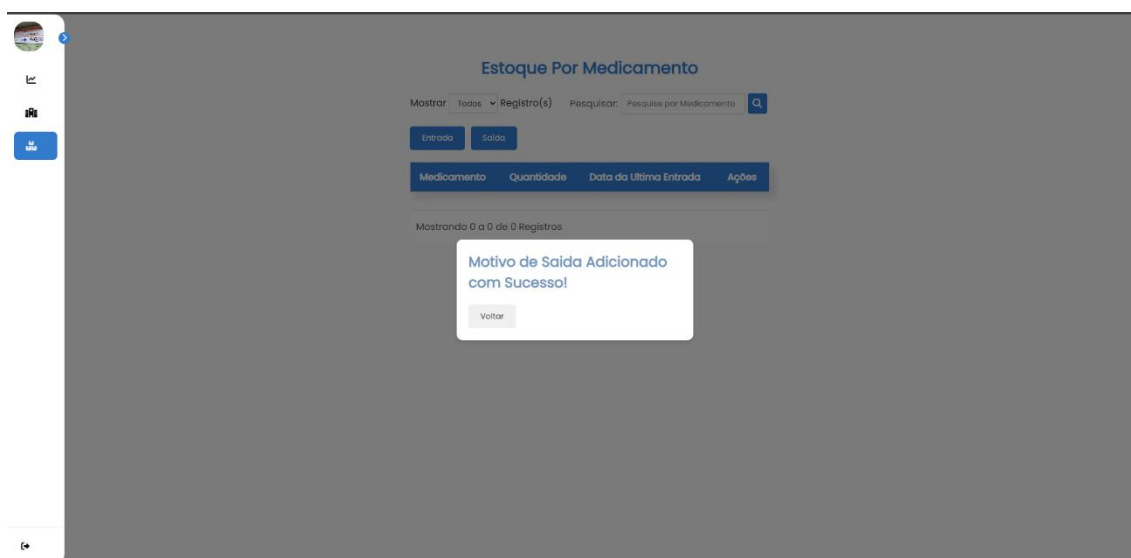 Estoque Por Medicamento
Mostrar Todos Registro(s) Pesquisar: Pesquise por Medicamento
Entrada Saída
Medicamento Quantidade Data da Ultima Entrada Ações
Mostrando 0 a 0 de 0 Registros
Motivo de Saida Adicionado
com Sucesso!
Voltar